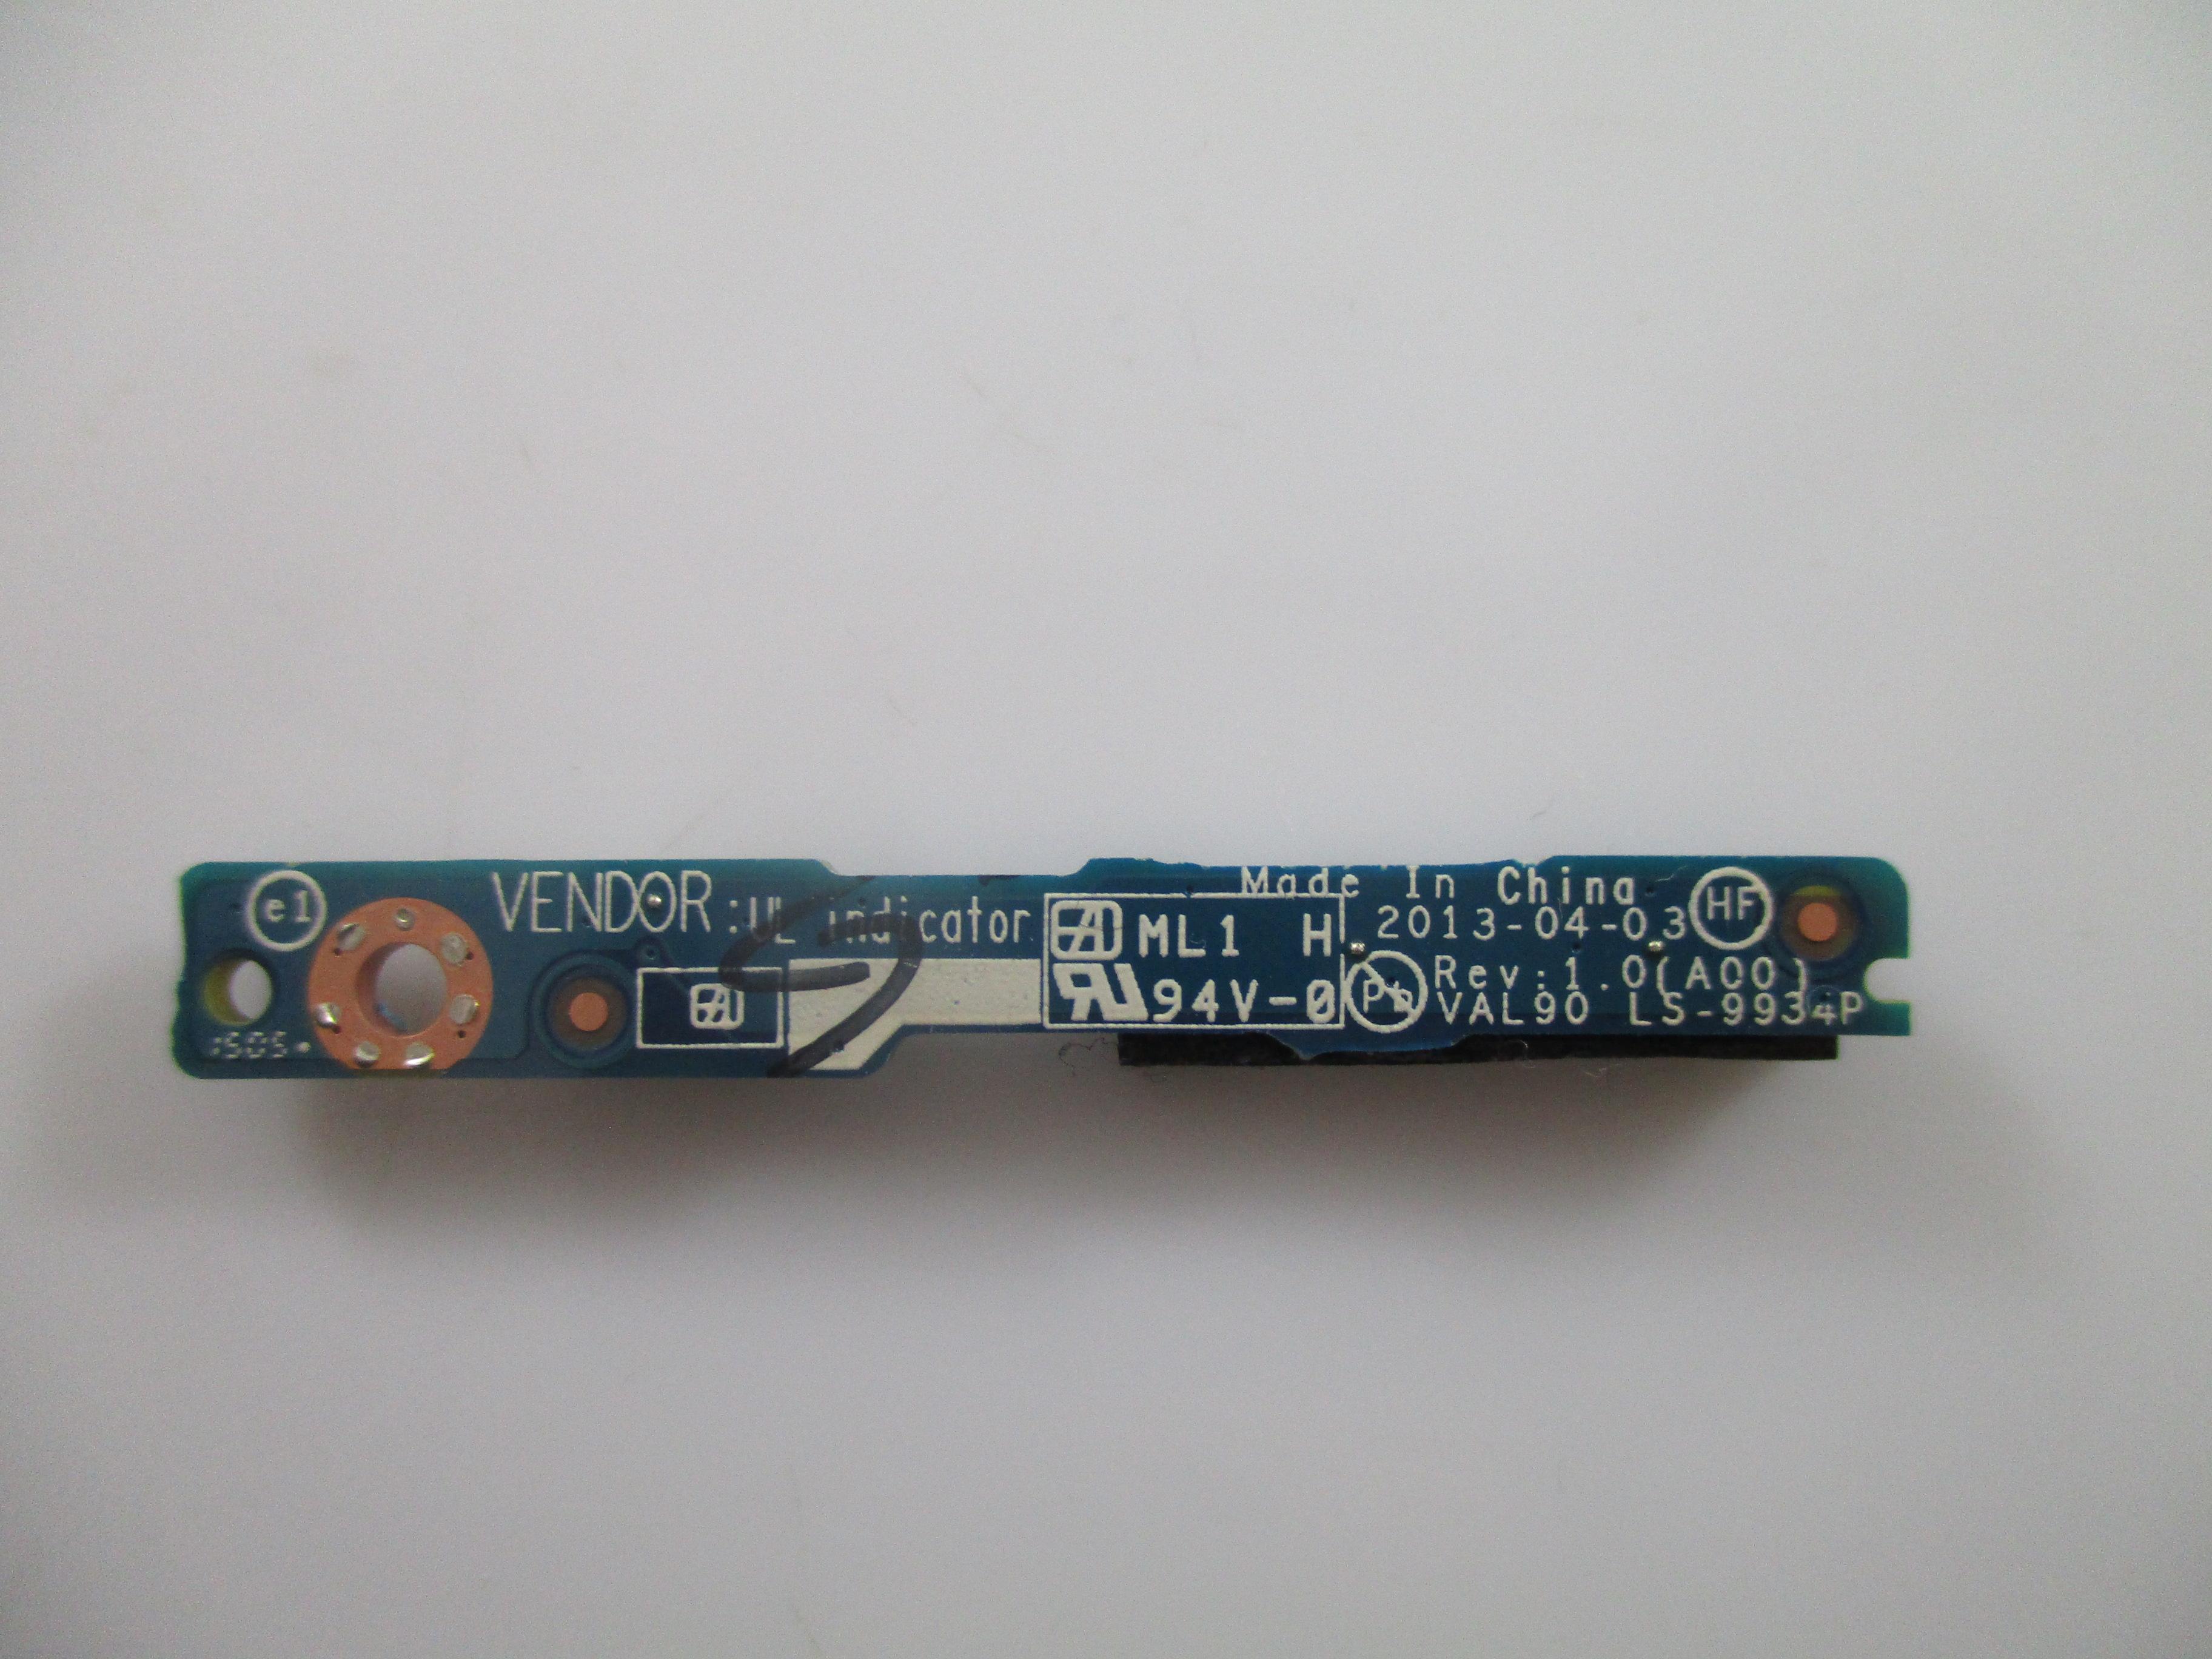 e1
VENDOR:UL indicator
ML1 H
94V-0
Made In China
2013-04-03
HF
Pb
Rev:1.0(A00)
VAL90 LS-9934P